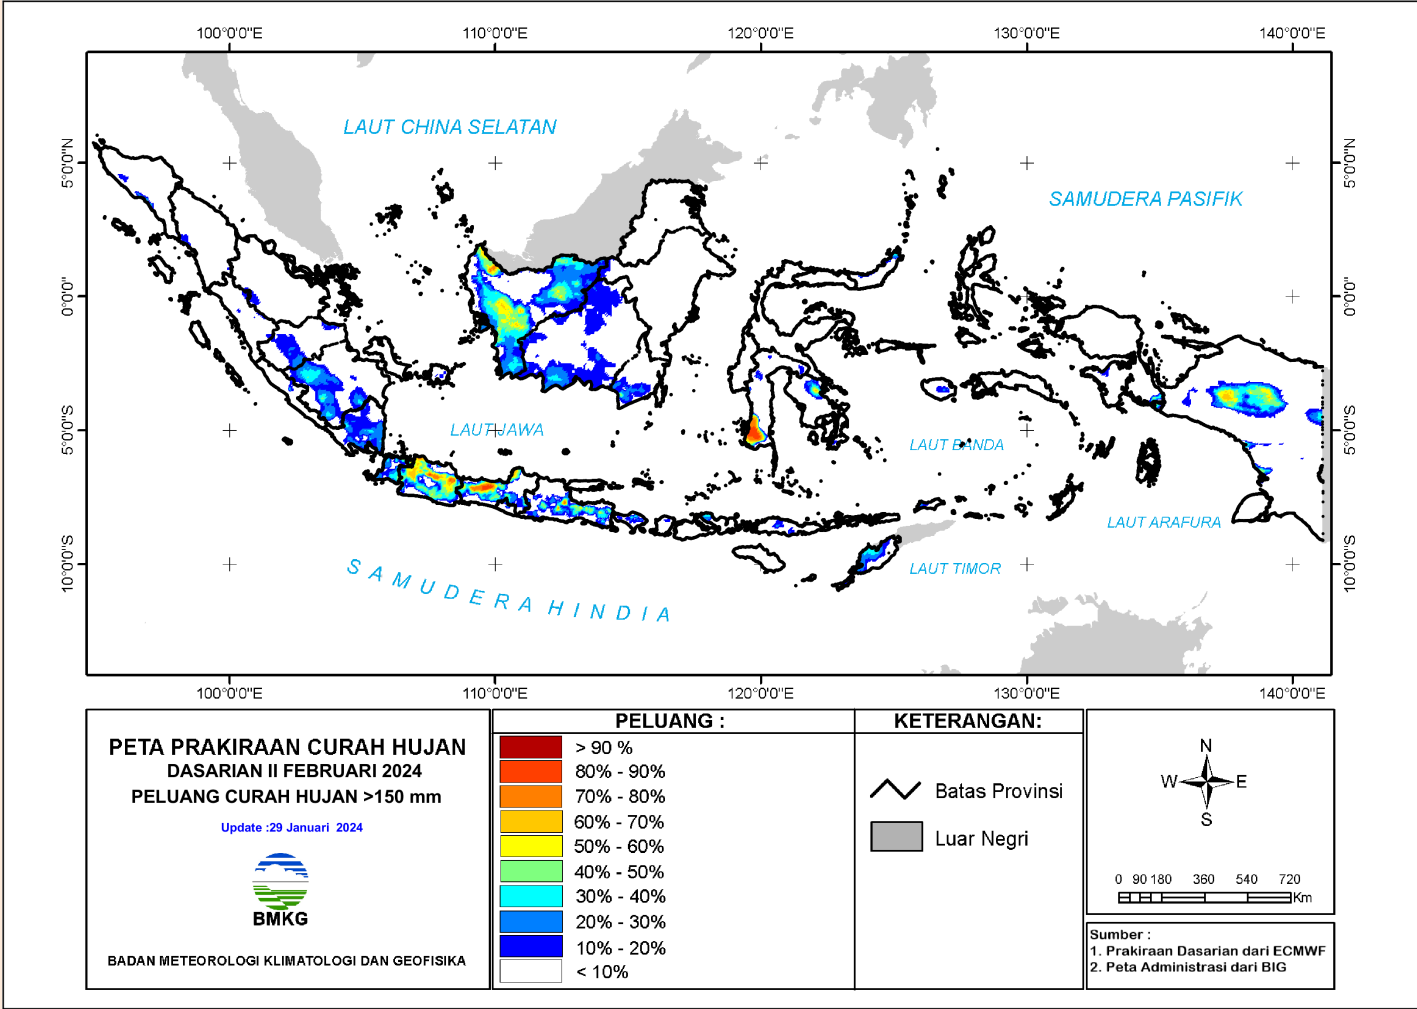 100°0'0"E 110°0'0"E 120°0'0"E 130°0'0"E 140°0'0"E
5°0'0"N 5°0'0"N
0°0'0" 0°0'0"
5°0'0"S 5°0'0"S
10°0'0"S 10°0'0"S
LAUT CHINA SELATAN
SAMUDERA PASIFIK
LAUT JAWA
LAUT BANDA
LAUT ARAFURA
LAUT TIMOR
SAMUDERA HINDIA
100°0'0"E 110°0'0"E 120°0'0"E 130°0'0"E 140°0'0"E
PETA PRAKIRAAN CURAH HUJAN
DASARIAN II FEBRUARI 2024
PELUANG CURAH HUJAN >150 mm
Update :29 Januari 2024
BMKG
BADAN METEOROLOGI KLIMATOLOGI DAN GEOFISIKA
PELUANG :
> 90 %
80% - 90%
70% - 80%
60% - 70%
50% - 60%
40% - 50%
30% - 40%
20% - 30%
10% - 20%
< 10%
KETERANGAN:
Batas Provinsi
Luar Negri
N
W E
S
0 90 180 360 540 720
Km
Sumber :
1. Prakiraan Dasarian dari ECMWF
2. Peta Administrasi dari BIG